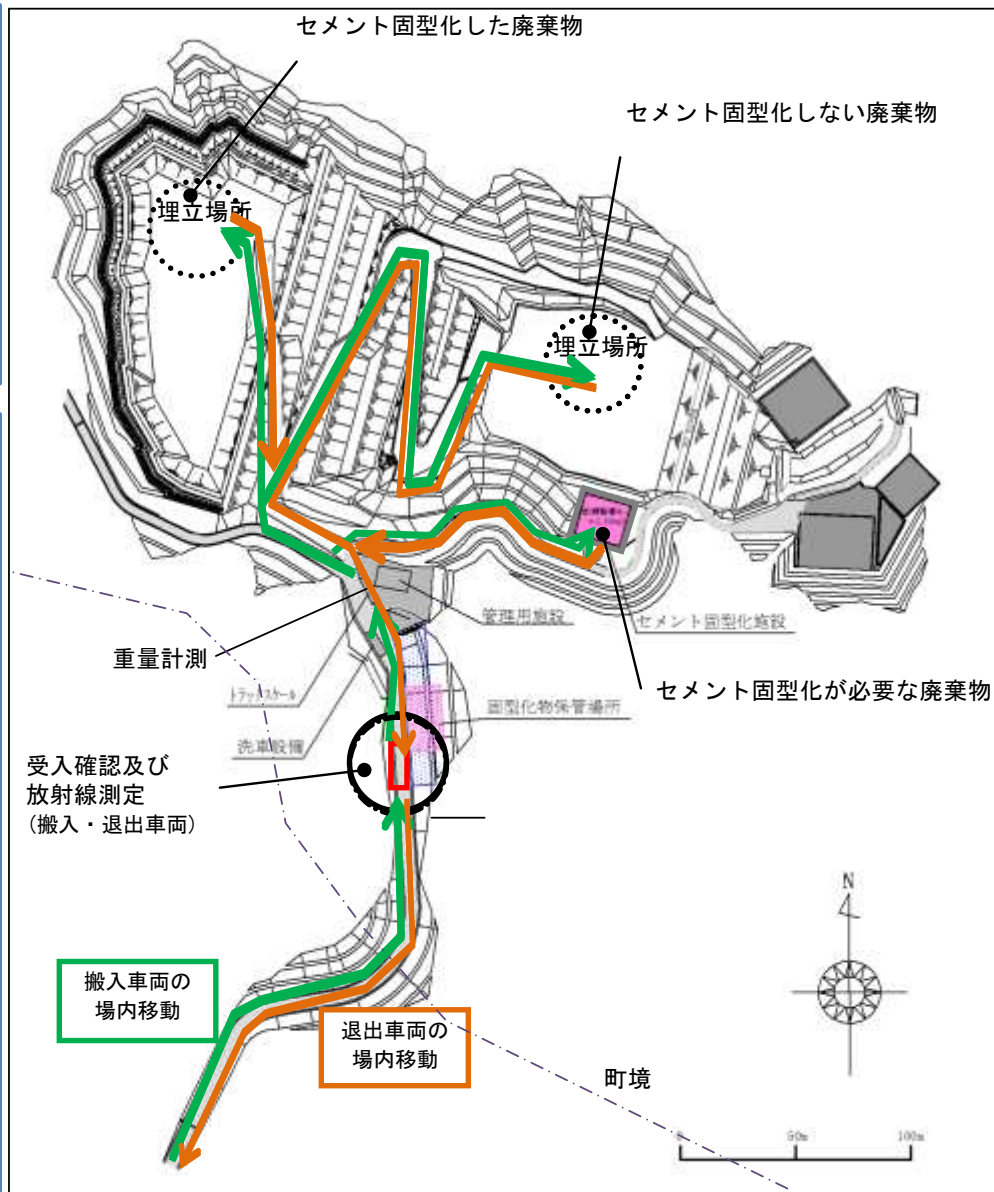 セメント固型化した廃棄物
セメント固型化しない廃棄物
埋立場所
埋立場所
管理用施設
セメント固型化施設
重量計測
トラックスケール
セメント固型化が必要な廃棄物
固型化物保管場所
洗車設備
受入確認及び
放射線測定
(搬入・退出車両)
N
搬入車両の
場内移動
退出車両の
場内移動
町境
0 50m 100m